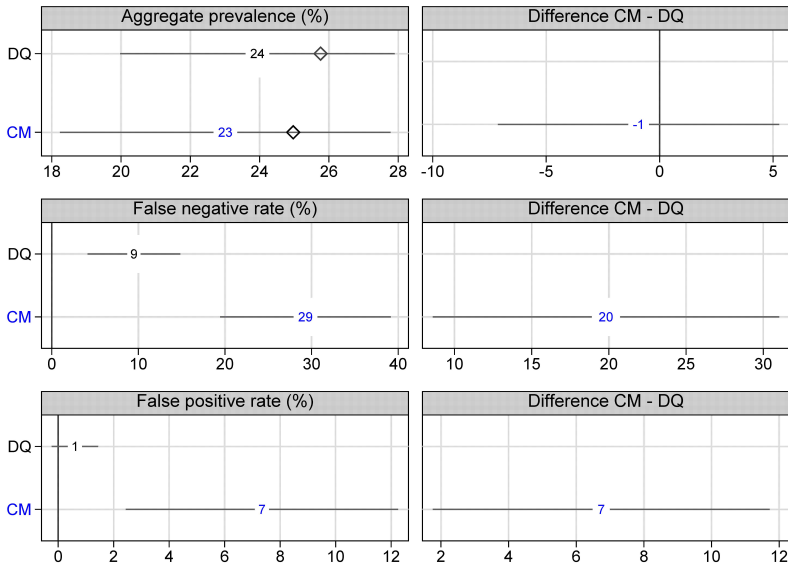 Aggregate prevalence (%) Difference CM - DQ
DQ 24
CM 23 -1
18 20 22 24 26 28 -10 -5 0 5
False negative rate (%) Difference CM - DQ
DQ 9
CM 29 20
0 10 20 30 40 10 15 20 25 30
False positive rate (%) Difference CM - DQ
DQ 1
CM 7 7
0 2 4 6 8 10 12 2 4 6 8 10 12